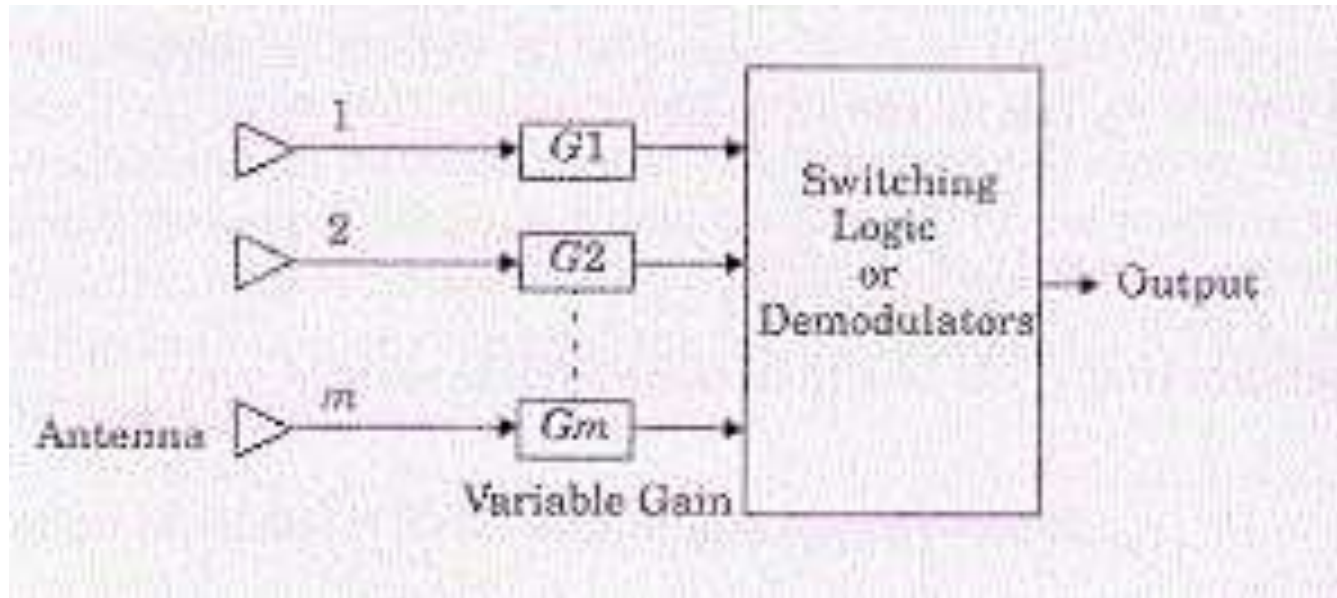 1
G1
2
G2
m
Gm
Antenna
Variable Gain
Switching
Logic
or
Demodulators
Output